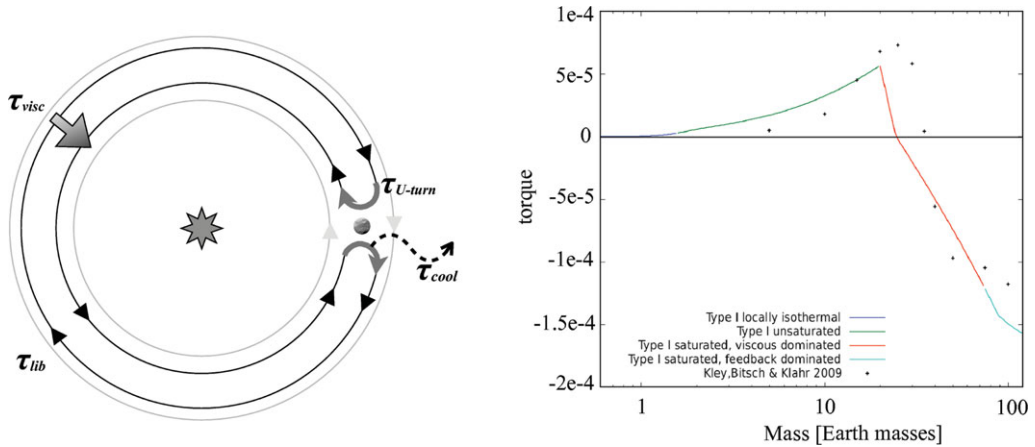 τvisc
τU-turn
τcool
τlib
1e-4
5e-5
0
-5e-5
-1e-4
-1.5e-4
-2e-4
torque
Type I locally isothermal
Type I unsaturated
Type I saturated, viscous dominated
Type I saturated, feedback dominated
Kley,Bitsch & Klahr 2009
1
10
100
Mass [Earth masses]